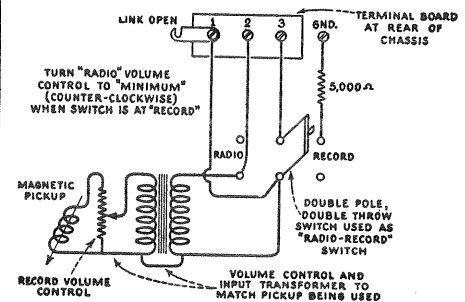 LINK OPEN
1 2 3 GND.
TERMINAL BOARD
AT REAR OF
CHASSIS
TURN "RADIO" VOLUME
CONTROL TO "MINIMUM"
(COUNTER-CLOCKWISE)
WHEN SWITCH IS AT "RECORD"
5,000Ω
RADIO
RECORD
MAGNETIC
PICKUP
DOUBLE POLE,
DOUBLE THROW
SWITCH USED AS
"RADIO-RECORD"
SWITCH
RECORD VOLUME
CONTROL
VOLUME CONTROL AND
INPUT TRANSFORMER TO
MATCH PICKUP BEING USED